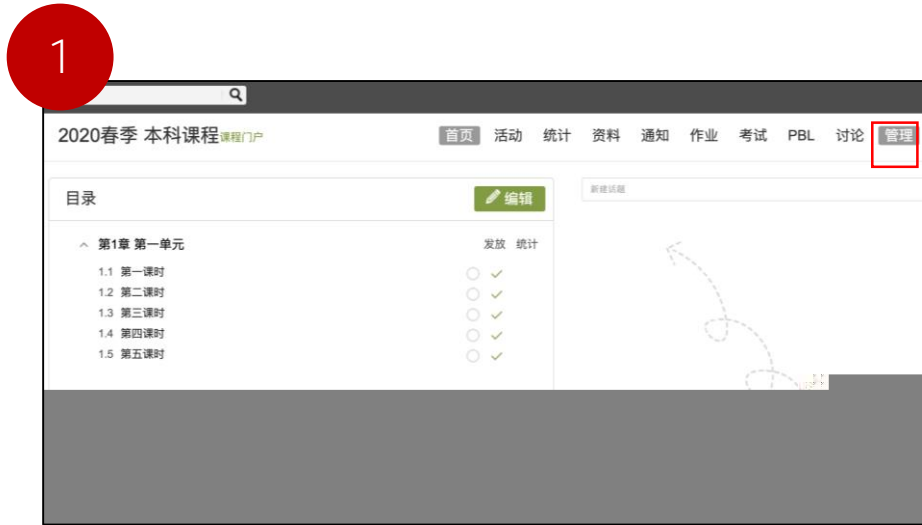 1
2020春季 本科课程课程门户
首页 活动 统计 资料 通知 作业 考试 PBL 讨论 管理
目录
编辑
新建话题
第1章 第一单元 发放 统计
1.1 第一课时
1.2 第二课时
1.3 第三课时
1.4 第四课时
1.5 第五课时